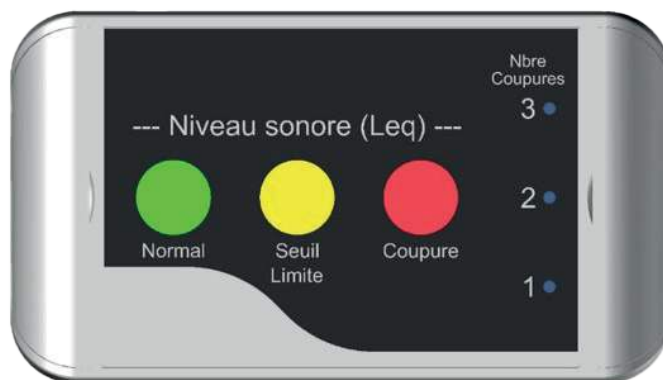 Nbre
Coupures
3
--- Niveau sonore (Leq) ---
2
Normal
Seuil
Limite
Coupure
1